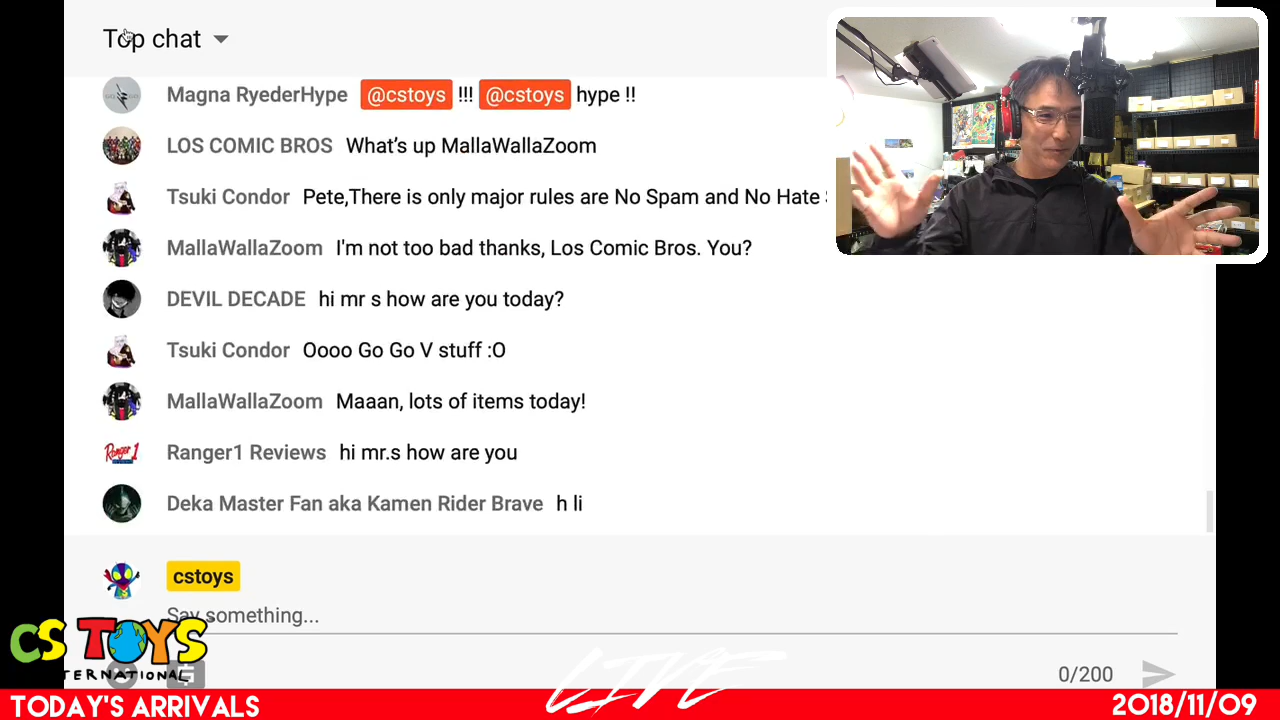 Top chat
Magna RyederHype @cstoys !!! @cstoys hype !!
LOS COMIC BROS What's up MallaWallaZoom
Tsuki Condor Pete,There is only major rules are No Spam and No Hate
MallaWallaZoom I'm not too bad thanks, Los Comic Bros. You?
DEVIL DECADE hi mr s how are you today?
Tsuki Condor Oooo Go Go V stuff :O
MallaWallaZoom Maaan, lots of items today!
Ranger1 Reviews hi mr.s how are you
Deka Master Fan aka Kamen Rider Brave h li
cstoys
Say something...
CS TOYS
TERNATIONAL
LIVE
0/200
TODAY'S ARRIVALS
2018/11/09